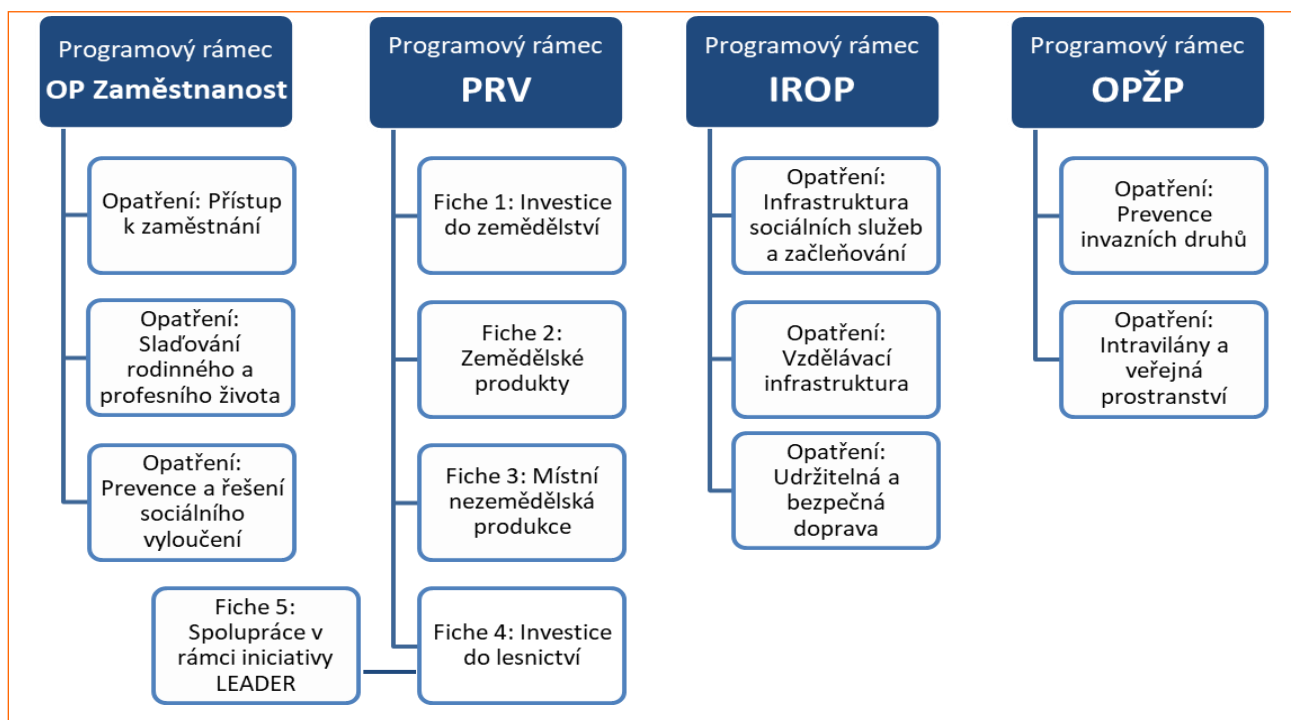 Programový rámec
OP Zaměstnanost
Opatření: Přístup
k zaměstnání
Opatření:
Slaďování
rodinného a
profesního života
Opatření:
Prevence a řešení
sociálního
vyloučení
Programový rámec
PRV
Fiche 1: Investice
do zemědělství
Fiche 2:
Zemědělské
produkty
Fiche 3: Místní
nezemědělská
produkce
Fiche 4: Investice
do lesnictví
Fiche 5:
Spolupráce v
rámci iniciativy
LEADER
Programový rámec
IROP
Opatření:
Infrastruktura
sociálních služeb
a začleňování
Opatření:
Vzdělávací
infrastruktura
Opatření:
Udržitelná a
bezpečná
doprava
Programový rámec
OPŽP
Opatření:
Prevence
invazních druhů
Opatření:
Intravilány a
veřejná
prostranství